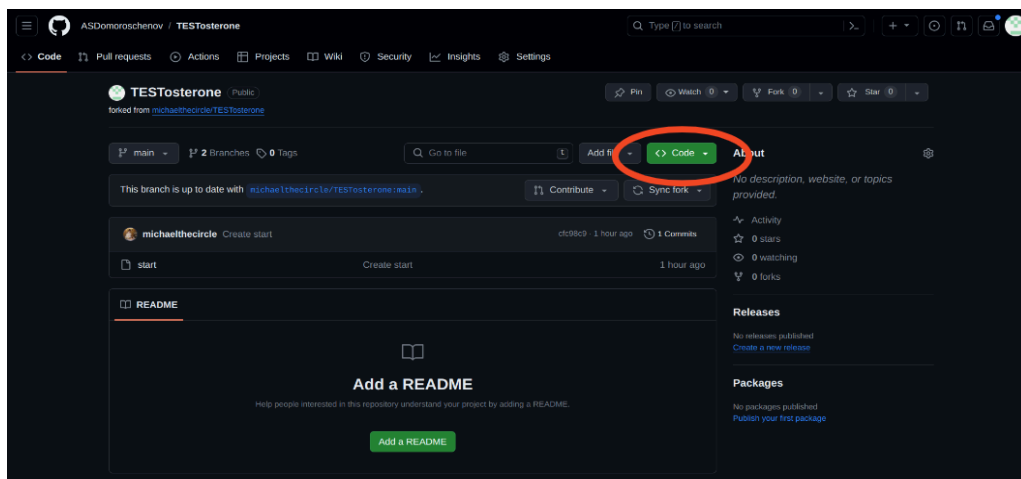 ASDomoroschenov / TESTosterone
Type / to search
Code Pull requests Actions Projects Wiki Security Insights Settings
TESTosterone Public
Pin Watch 0 Fork 0 Star 0
forked from michaelthecircle/TESTosterone
main 2 Branches 0 Tags Go to file t Add fil Code
About
No description, website, or topics
provided.
This branch is up to date with michaelthecircle/TESTosterone:main .
Contribute Sync fork
Activity
michaelthecircle Create start cfc98c9 · 1 hour ago 1 Commits
0 stars
0 watching
start Create start 1 hour ago
0 forks
README
Releases
No releases published
Create a new release
Add a README
Help people interested in this repository understand your project by adding a README.
Add a README
Packages
No packages published
Publish your first package